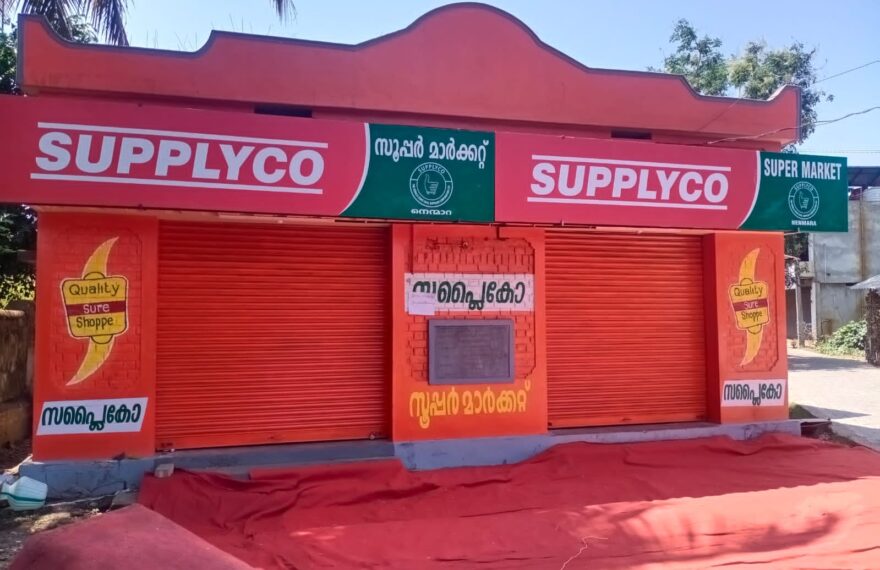 SUPPLYCO
സൂപ്പർ മാർക്കറ്റ്
നെന്മാറ
SUPPLYCO
SUPER MARKET
SUPPLYCO
NENMARA
Quality
Sure
Shoppe
സപ്ലൈകോ
സപ്ലൈകോ
സൂപ്പർ മാർക്കറ്റ്
Quality
Sure
Shoppe
സപ്ലൈകോ